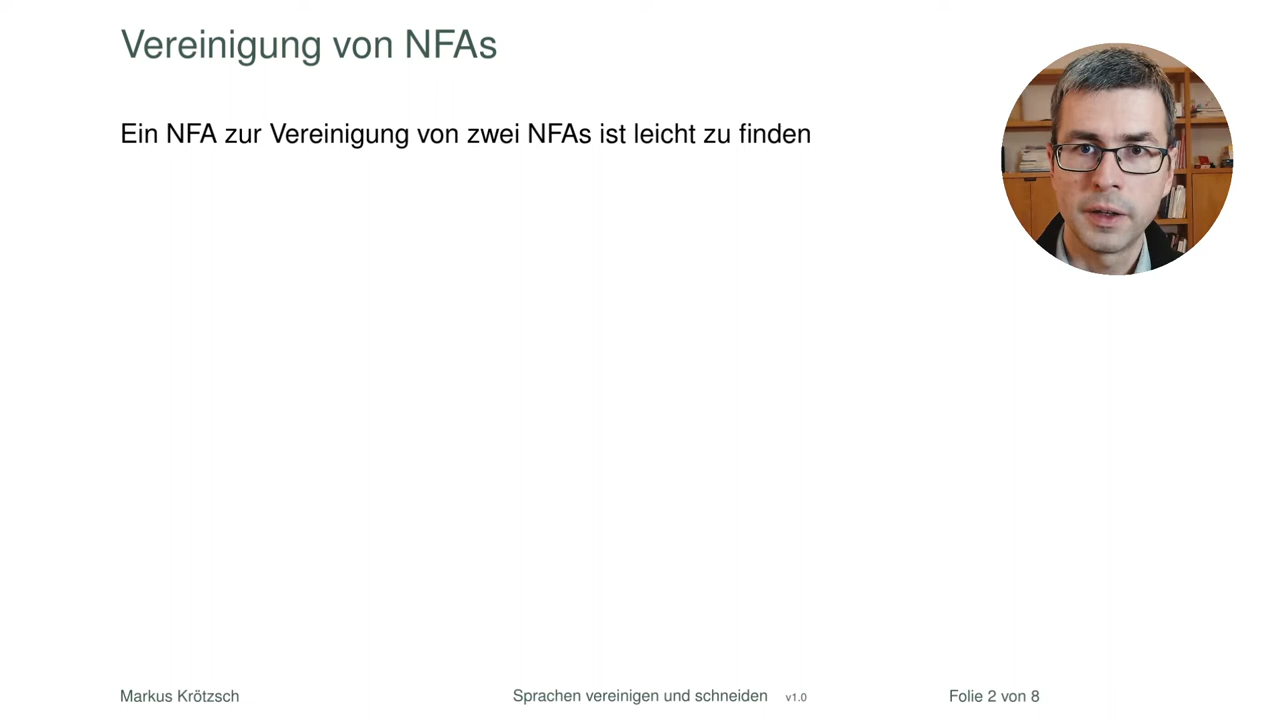 Vereinigung von NFAs
Ein NFA zur Vereinigung von zwei NFAs ist leicht zu finden
Markus Krötzsch
Sprachen vereinigen und schneiden v1.0
Folie 2 von 8